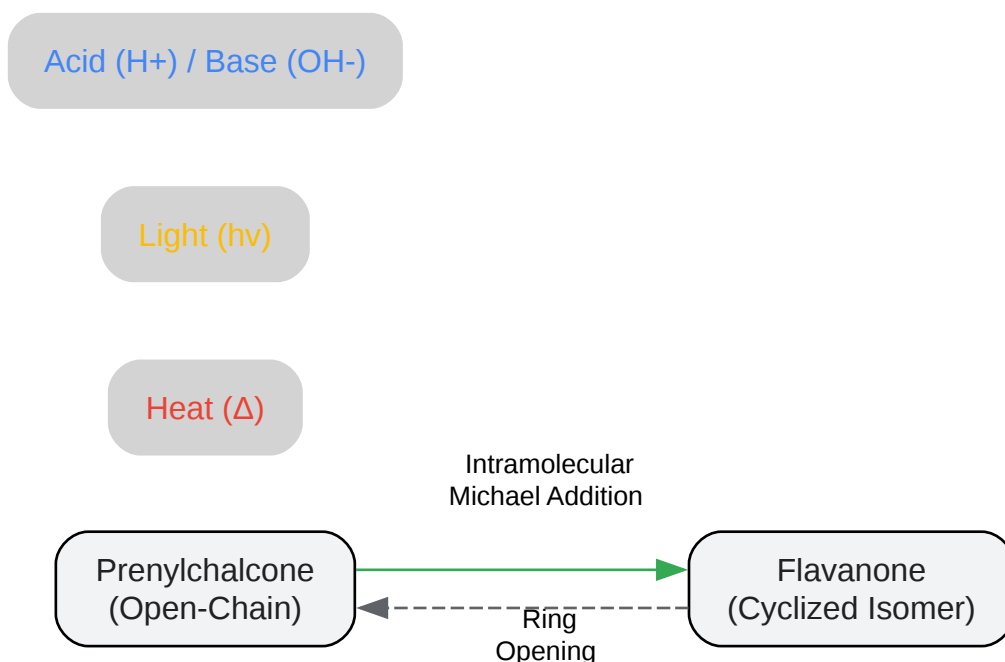 Acid (H+) / Base (OH-)
Light (hv)
Heat (Δ)
Intramolecular
Michael Addition
Prenylchalcone
(Open-Chain)
Flavanone
(Cyclized Isomer)
Ring
Opening